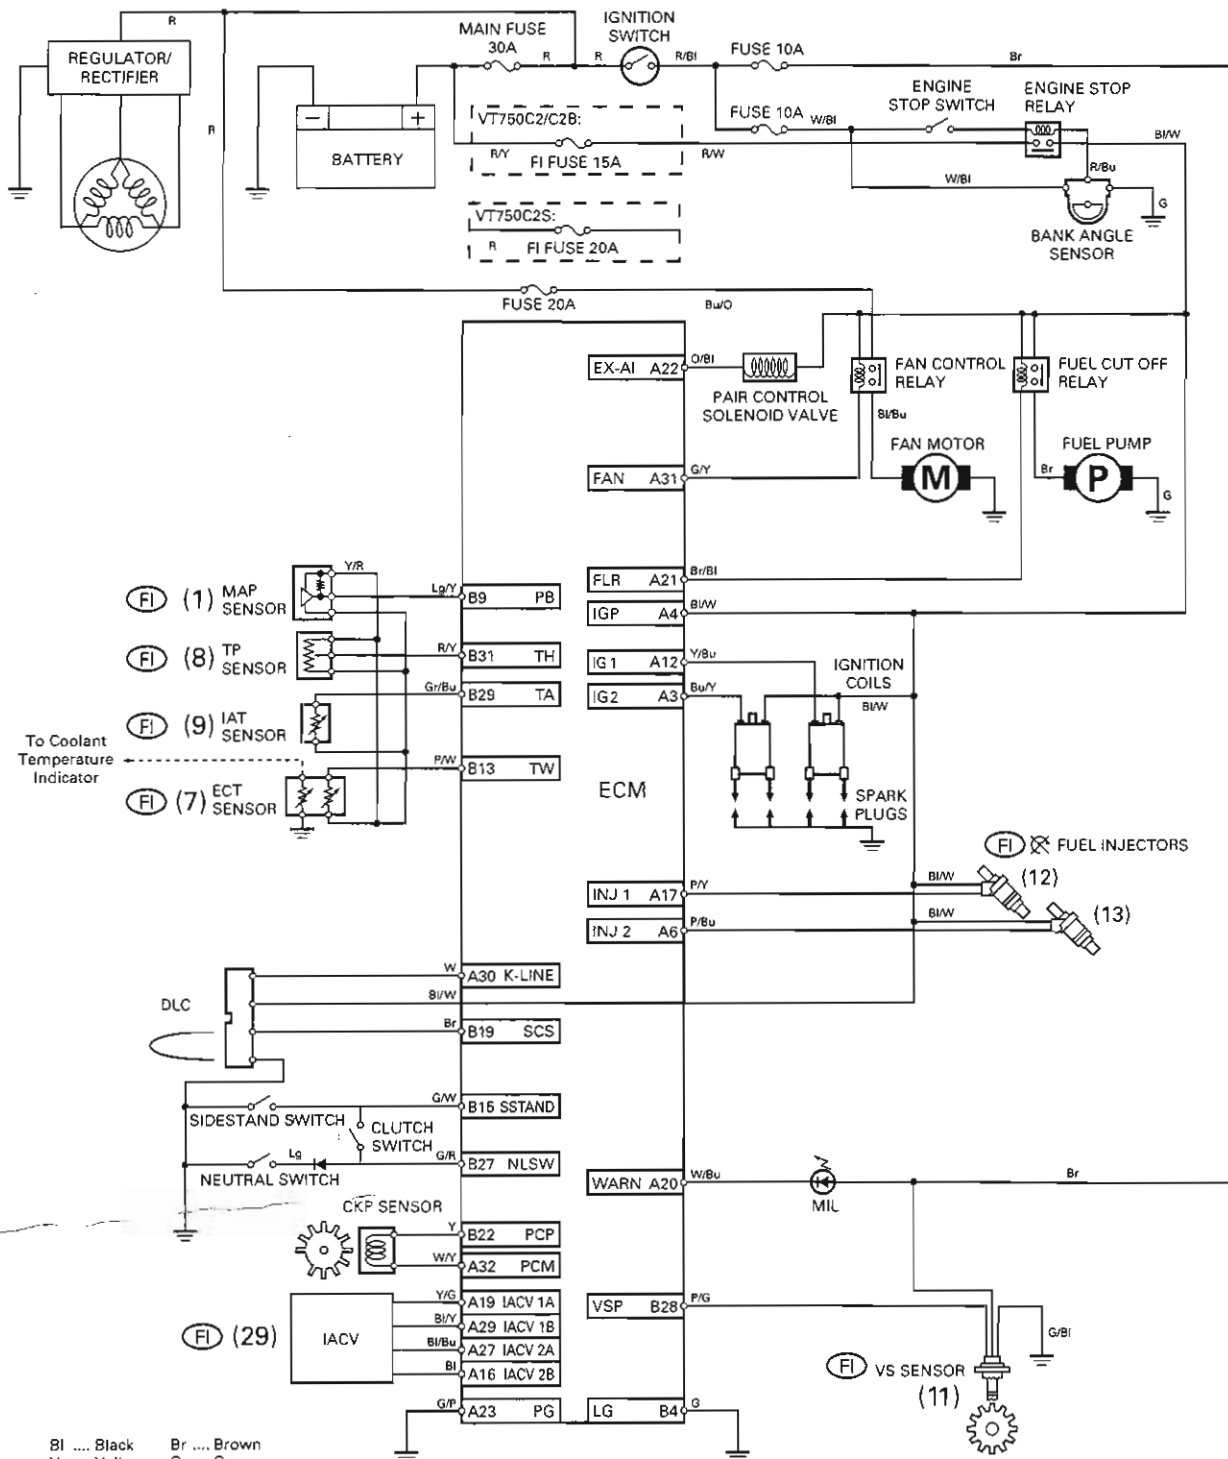 R
REGULATOR/
RECTIFIER
R
MAIN FUSE
30A
R
R
IGNITION
SWITCH
R/Bl
FUSE 10A
Br
BATTERY
VT750C2/C2B:
R/Y
FI FUSE 15A
R/W
FUSE 10A
W/Bl
ENGINE
STOP SWITCH
ENGINE STOP
RELAY
Bl/W
R/Bu
W/Bl
G
BANK ANGLE
SENSOR
VT750C2S:
R
FI FUSE 20A
FUSE 20A
Bu/O
EX-AI A22
O/Bl
PAIR CONTROL
SOLENOID VALVE
FAN CONTROL
RELAY
Bl/Bu
FUEL CUT OFF
RELAY
FAN MOTOR
M
FUEL PUMP
Br
P
G
FAN A31
G/Y
FLR A21
Br/Bl
IGP A4
Bl/W
IG1 A12
Y/Bu
IG2 A3
Bu/Y
IGNITION
COILS
Bl/W
SPARK
PLUGS
FI (1) MAP
SENSOR
Y/R
Lg/Y
B9 PB
FI (8) TP
SENSOR
R/Y
B31 TH
Gr/Bu
B29 TA
FI (9) IAT
SENSOR
To Coolant
Temperature
Indicator
P/W
B13 TW
FI (7) ECT
SENSOR
ECM
FI FUEL INJECTORS
(12)
Bl/W
(13)
Bl/W
INJ 1 A17
P/Y
INJ 2 A6
P/Bu
DLC
W
A30 K-LINE
Bl/W
Br
B19 SCS
G/W
B15 SSTAND
SIDESTAND SWITCH
CLUTCH
SWITCH
Lg
G/R
B27 NLSW
NEUTRAL SWITCH
WARN A20
W/Bu
MIL
Br
CKP SENSOR
Y
B22 PCP
W/Y
A32 PCM
FI (29)
IACV
Y/G
A19 IACV 1A
Bl/Y
A29 IACV 1B
Bl/Bu
A27 IACV 2A
Bl
A16 IACV 2B
VSP B28
P/G
G/Bl
FI VS SENSOR
(11)
G/P
A23 PG
LG B4
G
Bl .... Black Br .... Brown